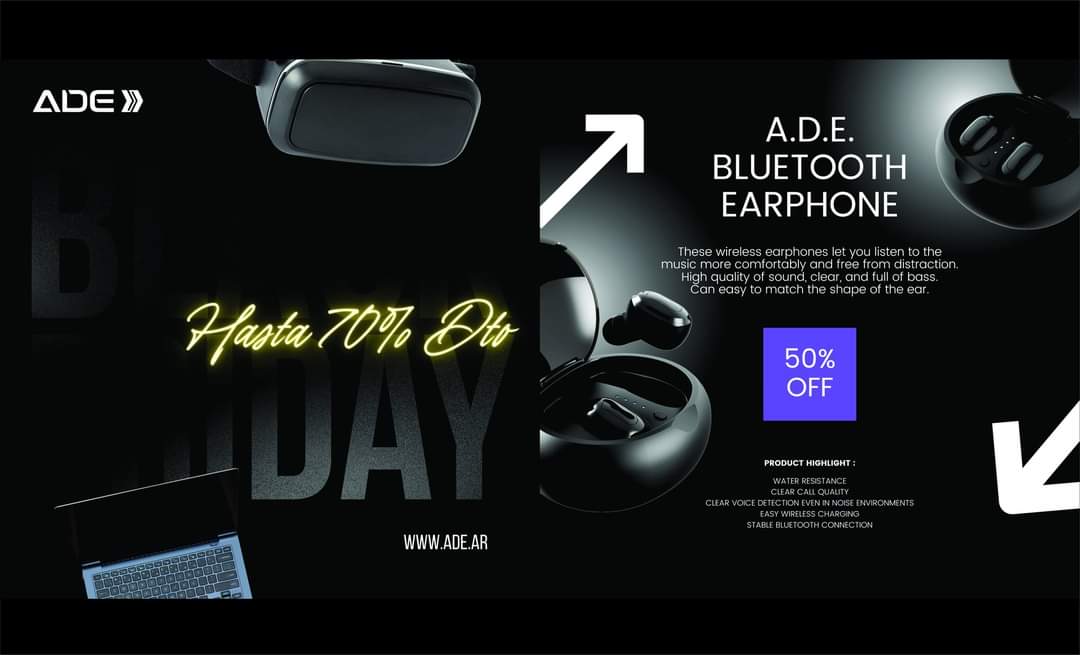 ADE
BLACK
Hasta 70% Dto
FRIDAY
WWW.ADE.AR
A.D.E.
BLUETOOTH
EARPHONE
These wireless earphones let you listen to the
music more comfortably and free from distraction.
High quality of sound, clear, and full of bass.
Can easy to match the shape of the ear.
50%
OFF
PRODUCT HIGHLIGHT :
WATER RESISTANCE
CLEAR CALL QUALITY
CLEAR VOICE DETECTION EVEN IN NOISE ENVIRONMENTS
EASY WIRELESS CHARGING
STABLE BLUETOOTH CONNECTION